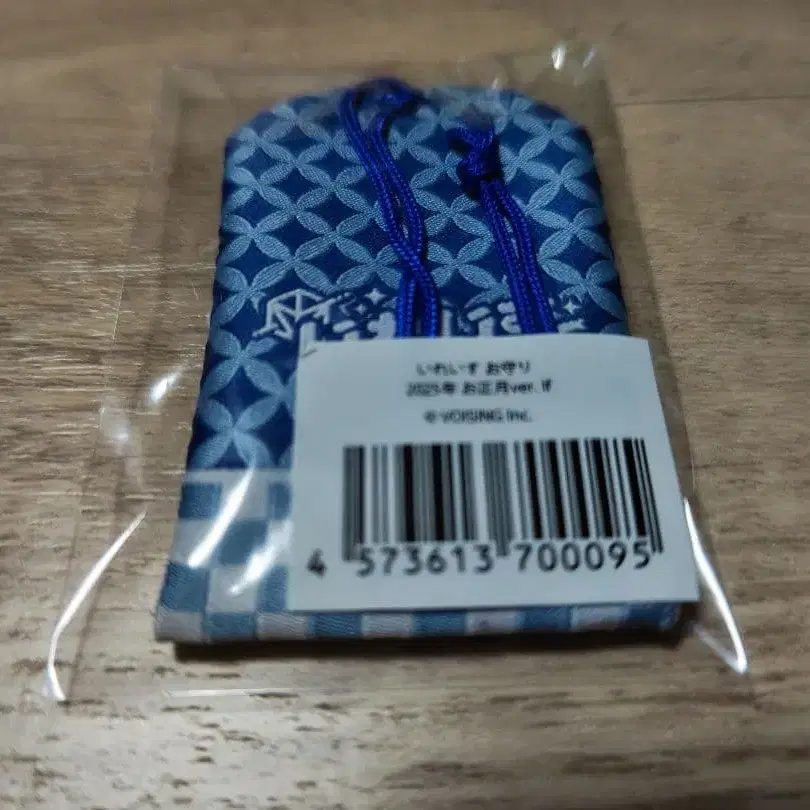 いれいす お守り
2025年 お正月ver. If
© VOISING Inc.
4 573613 700095